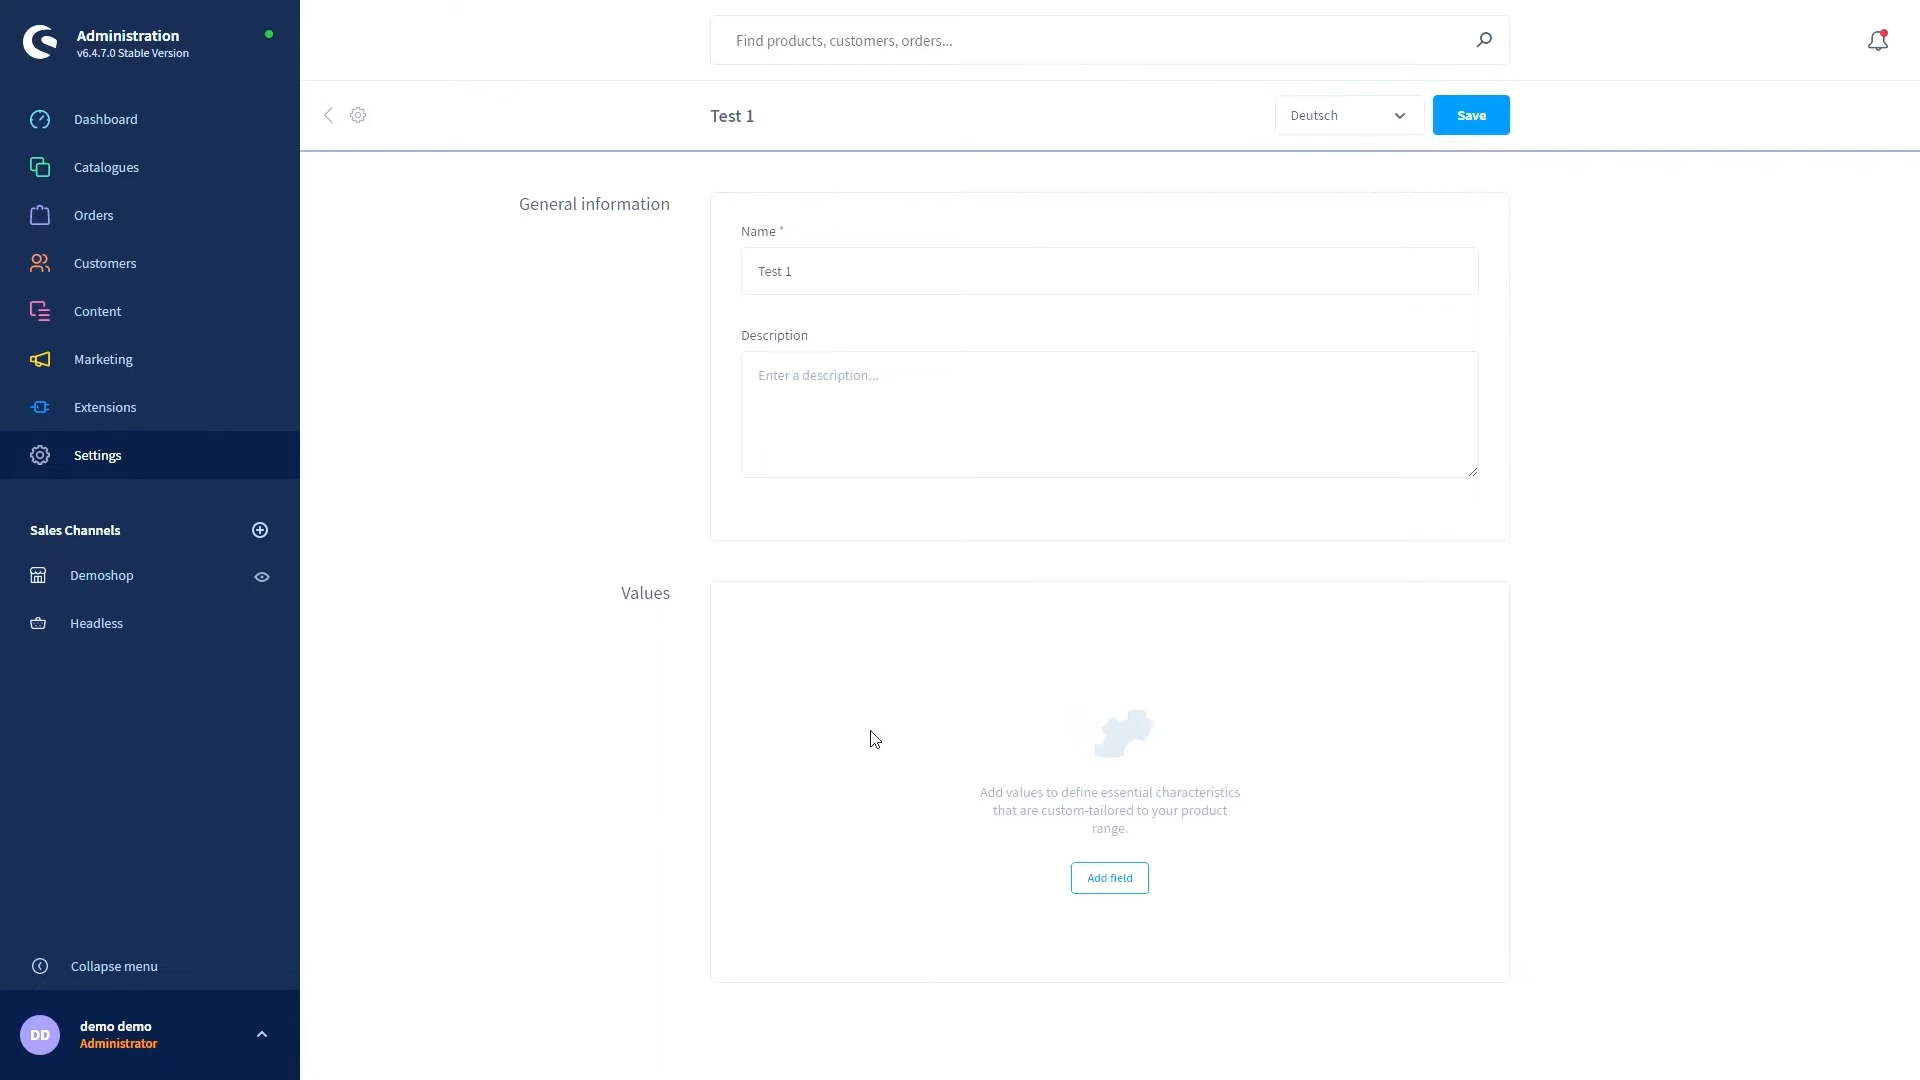 Administration
v6.4.7.0 Stable Version
Dashboard
Catalogues
Orders
Customers
Content
Marketing
Extensions
Settings
Sales Channels
Demoshop
Headless
Collapse menu
DD
demo demo
Administrator
Find products, customers, orders...
Test 1
Deutsch
Save
General information
Name *
Test 1
Description
Enter a description...
Values
Add values to define essential characteristics
that are custom-tailored to your product
range.
Add field